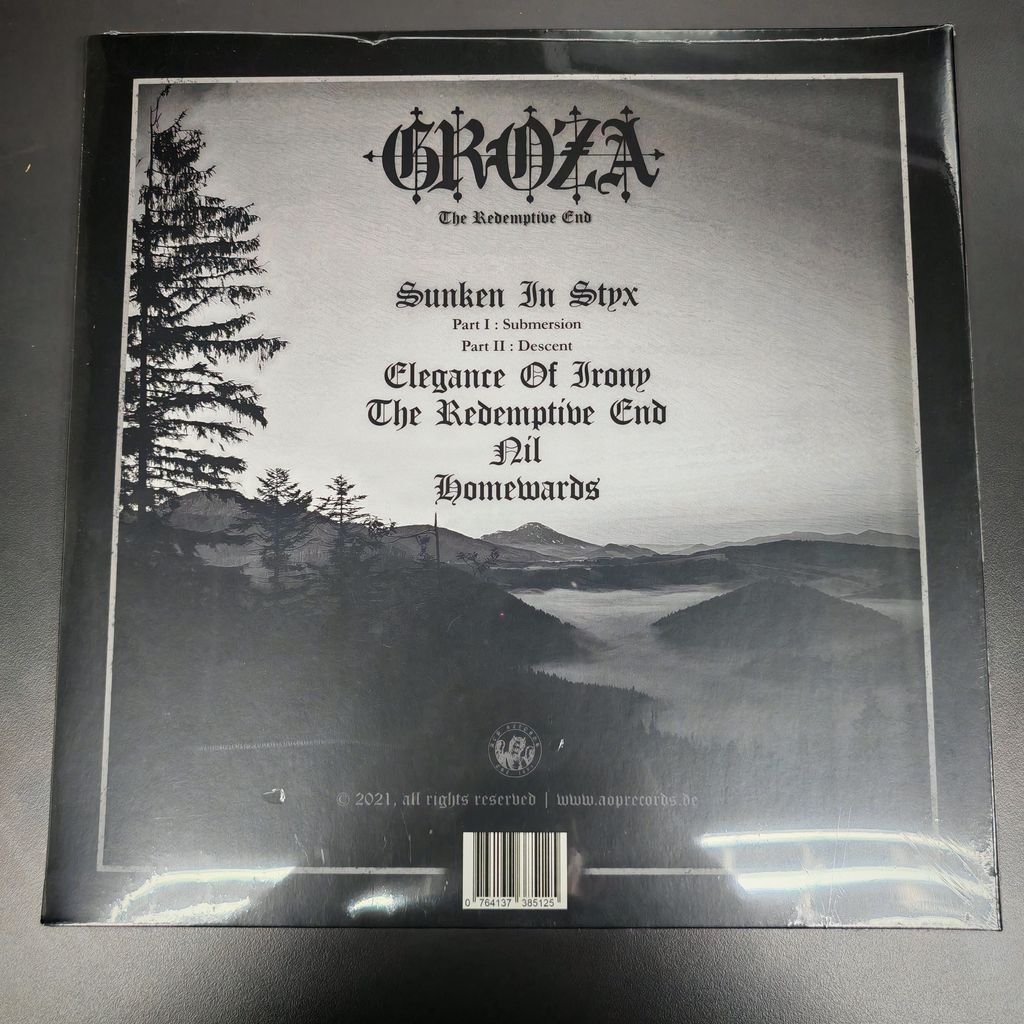 GROZA
The Redemptive End
Sunken In Styx
Part I : Submersion
Part II : Descent
Elegance Of Irony
The Redemptive End
Nil
Homewards
© 2021, all rights reserved | www.aoprecords.de
0 764137 385125